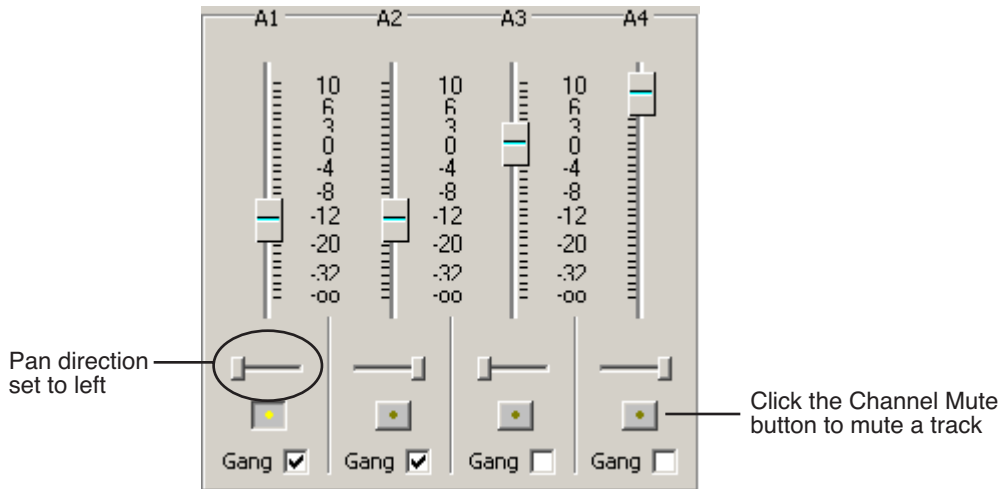 A1 A2 A3 A4
10 10 10
6 6 6
3 3 3
0 0 0
-4 -4 -4
-8 -8 -8
-12 -12 -12
-20 -20 -20
-32 -32 -32
-oo -oo -oo
Pan direction
set to left
Click the Channel Mute
button to mute a track
Gang Gang Gang Gang